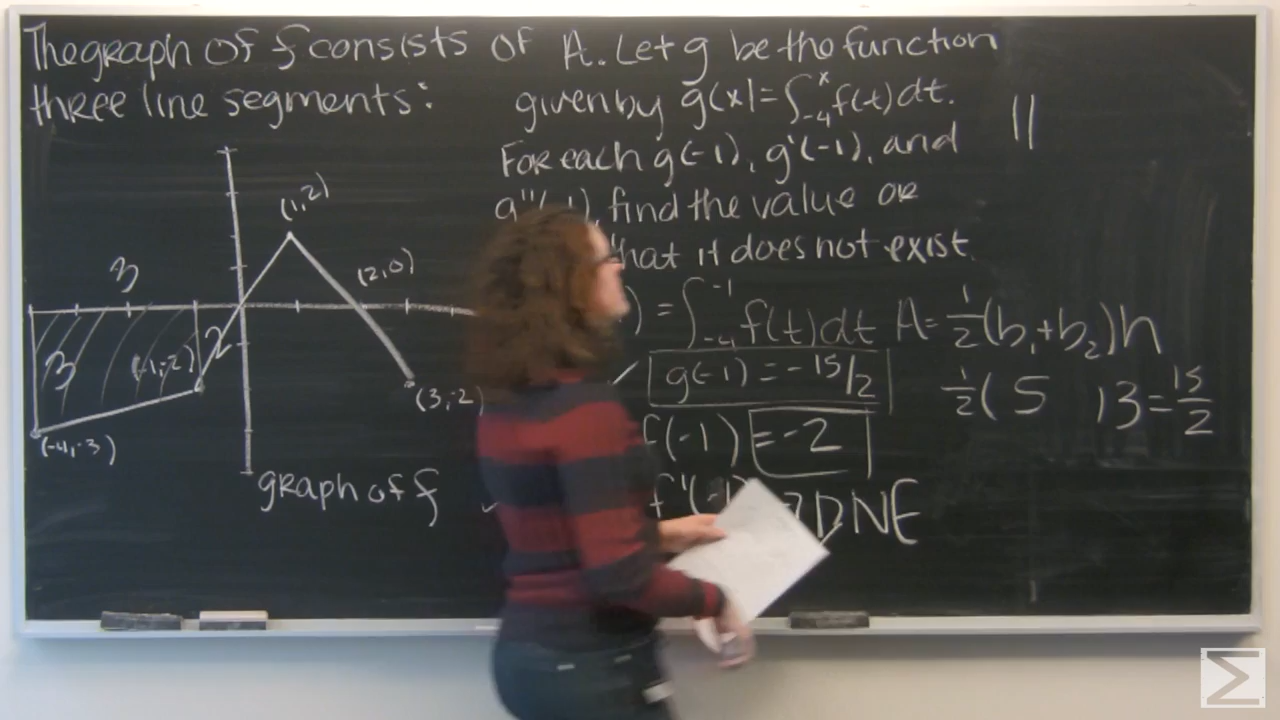 The graph of f consists of
three line segments:
(1,2)
(2,0)
3
3
2
(-1,-2)
(3,-2)
(-4,-3)
graph of f
A. Let g be the function
given by g(x)=∫₋₄ˣ f(t)dt.
For each g(-1), g'(-1), and
find the value or
that it does not exist.
) = ∫₋₄⁻¹ f(t)dt
g(-1) = -15/2
f(-1) = -2
f'(-1) DNE
||
A = 1/2(b₁+b₂)h
1/2( 5 )3 = 15/2
Σ